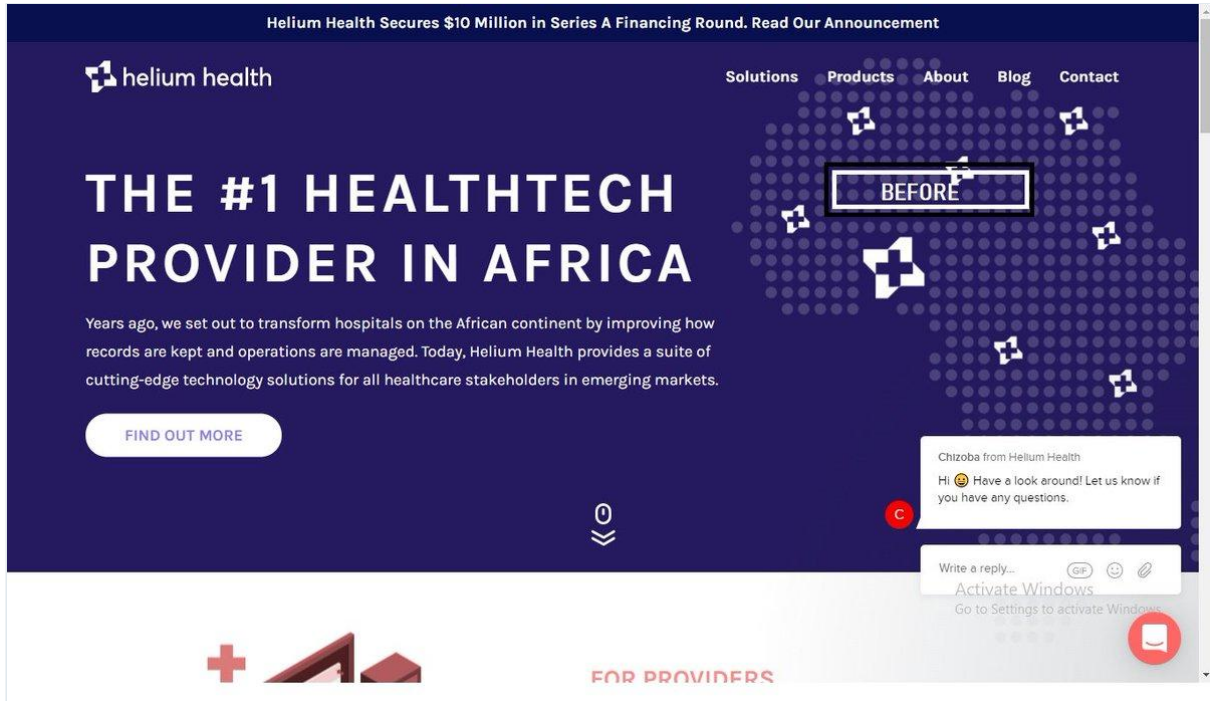 Helium Health Secures $10 Million in Series A Financing Round. Read Our Announcement
helium health
Solutions Products About Blog Contact
BEFORE
THE #1 HEALTHTECH
PROVIDER IN AFRICA
Years ago, we set out to transform hospitals on the African continent by improving how
records are kept and operations are managed. Today, Helium Health provides a suite of
cutting-edge technology solutions for all healthcare stakeholders in emerging markets.
FIND OUT MORE
Chizoba from Helium Health
Hi 😀 Have a look around! Let us know if
you have any questions.
C
Write a reply...
GIF
Activate Windows
Go to Settings to activate Windows.
FOR PROVIDERS